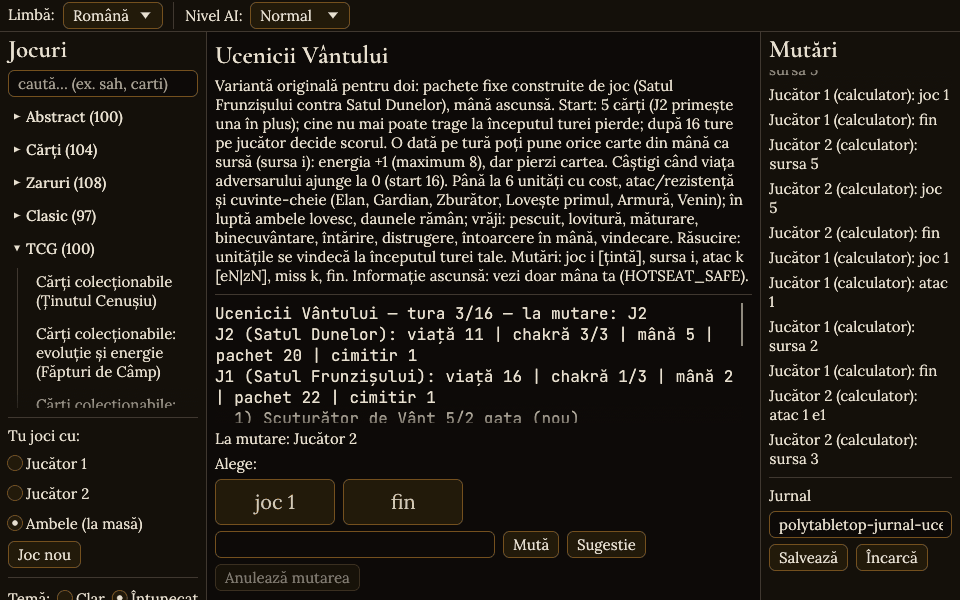 Limbă:
Română
Nivel AI:
Normal
Jocuri
caută... (ex. sah, carti)
Abstract (100)
Cărți (104)
Zaruri (108)
Clasic (97)
TCG (100)
Cărți colecționabile
(Ținutul Cenușiu)
Cărți colecționabile:
evoluție și energie
(Făpturi de Câmp)
Cărți colecționabile:
Tu joci cu:
Jucător 1
Jucător 2
Ambele (la masă)
Joc nou
Temă:
Clar
Întunecat
Ucenicii Vântului
Variantă originală pentru doi: pachete fixe construite de joc (Satul
Frunzișului contra Satul Dunelor), mână ascunsă. Start: 5 cărți (J2 primește
una în plus); cine nu mai poate trage la începutul turei pierde; după 16 ture
pe jucător decide scorul. O dată pe tură poți pune orice carte din mână ca
sursă (sursa i): energia +1 (maximum 8), dar pierzi cartea. Câștigi când viața
adversarului ajunge la 0 (start 16). Până la 6 unități cu cost, atac/rezistență
și cuvinte-cheie (Elan, Gardian, Zburător, Lovește primul, Armură, Venin); în
luptă ambele lovesc, daunele rămân; vrăji: pescuit, lovitură, măturare,
binecuvântare, întărire, distrugere, întoarcere în mână, vindecare. Răsucire:
unitățile se vindecă la începutul turei tale. Mutări: joc i [țintă], sursa i, atac k
[eN|zN], miss k, fin. Informație ascunsă: vezi doar mâna ta (HOTSEAT_SAFE).
Ucenicii Vântului — tura 3/16 — la mutare: J2
J2 (Satul Dunelor): viață 11 | chakră 3/3 | mână 5 |
pachet 20 | cimitir 1
J1 (Satul Frunzișului): viață 16 | chakră 1/3 | mână 2
| pachet 22 | cimitir 1
1) Scuturător de Vânt 5/2 gata (nou)
La mutare: Jucător 2
Alege:
joc 1
fin
Mută
Sugestie
Anulează mutarea
Mutări
sursa 5
Jucător 1 (calculator): joc 1
Jucător 1 (calculator): fin
Jucător 2 (calculator):
sursa 5
Jucător 2 (calculator): joc
5
Jucător 2 (calculator): fin
Jucător 1 (calculator): joc 1
Jucător 1 (calculator): atac
1
Jucător 1 (calculator):
sursa 2
Jucător 1 (calculator): fin
Jucător 2 (calculator):
atac 1 e1
Jucător 2 (calculator):
sursa 3
Jurnal
polytabletop-jurnal-uce
Salvează
Încarcă